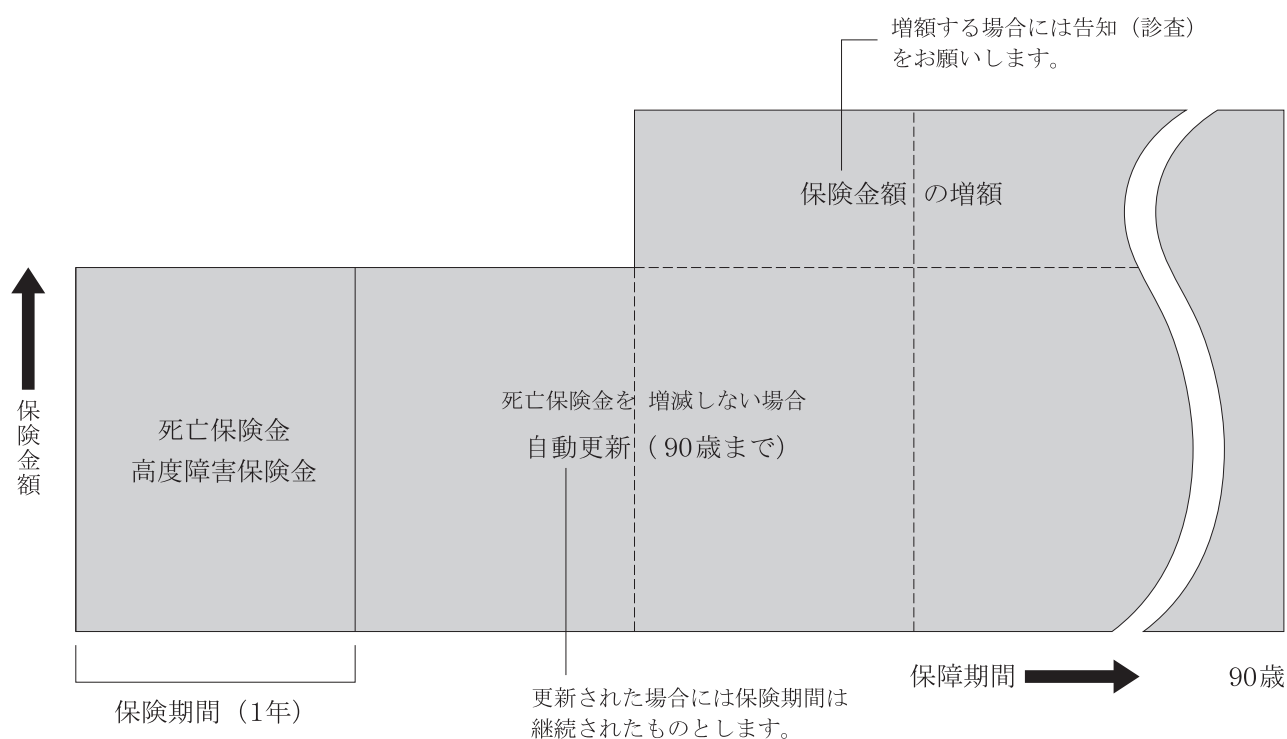 増額する場合には告知（診査）
をお願いします。
保険金額の増額
保険金額
死亡保険金
高度障害保険金
死亡保険金を増減しない場合
自動更新（90歳まで）
保障期間
90歳
保険期間（1年）
更新された場合には保険期間は
継続されたものとします。